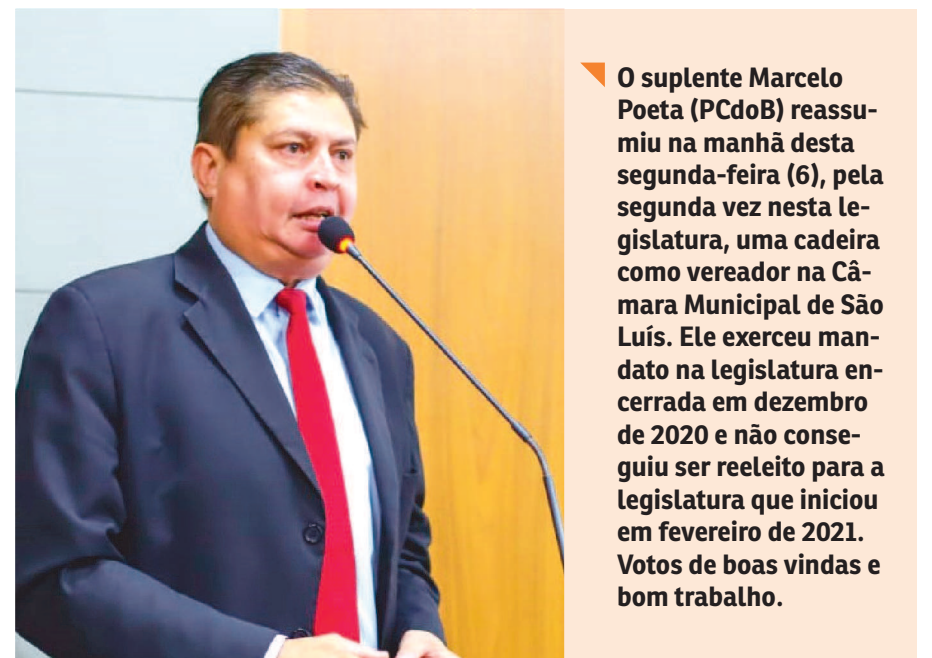 O suplente Marcelo
Poeta (PCdoB) reassu-
miu na manhã desta
segunda-feira (6), pela
segunda vez nesta le-
gislatura, uma cadeira
como vereador na Câ-
mara Municipal de São
Luís. Ele exerceu man-
dato na legislatura en-
cerrada em dezembro
de 2020 e não conse-
guiu ser reeleito para a
legislatura que iniciou
em fevereiro de 2021.
Votos de boas vindas e
bom trabalho.